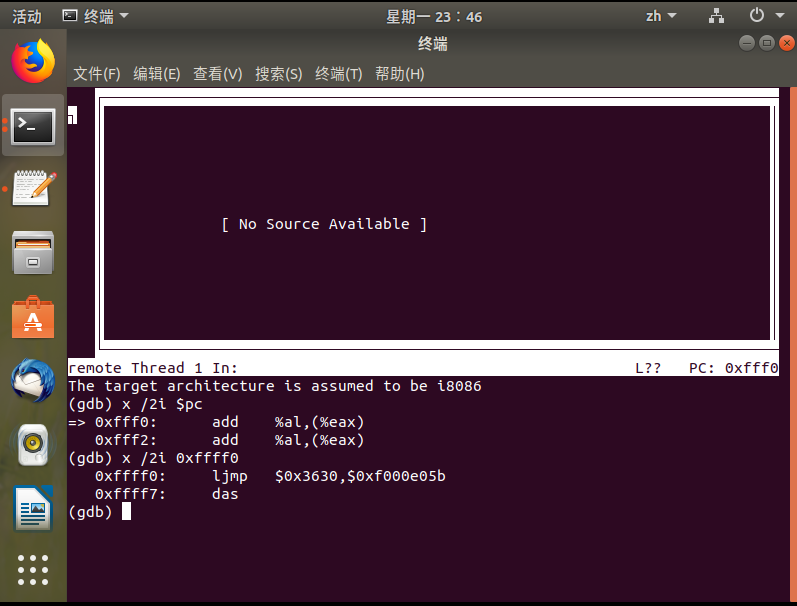 活动 终端 星期一 23：46 zh
终端
文件(F) 编辑(E) 查看(V) 搜索(S) 终端(T) 帮助(H)
[ No Source Available ]
remote Thread 1 In: L?? PC: 0xfff0
The target architecture is assumed to be i8086
(gdb) x /2i $pc
=> 0xfff0: add %al,(%eax)
0xfff2: add %al,(%eax)
(gdb) x /2i 0xffff0
0xffff0: ljmp $0x3630,$0xf000e05b
0xffff7: das
(gdb)